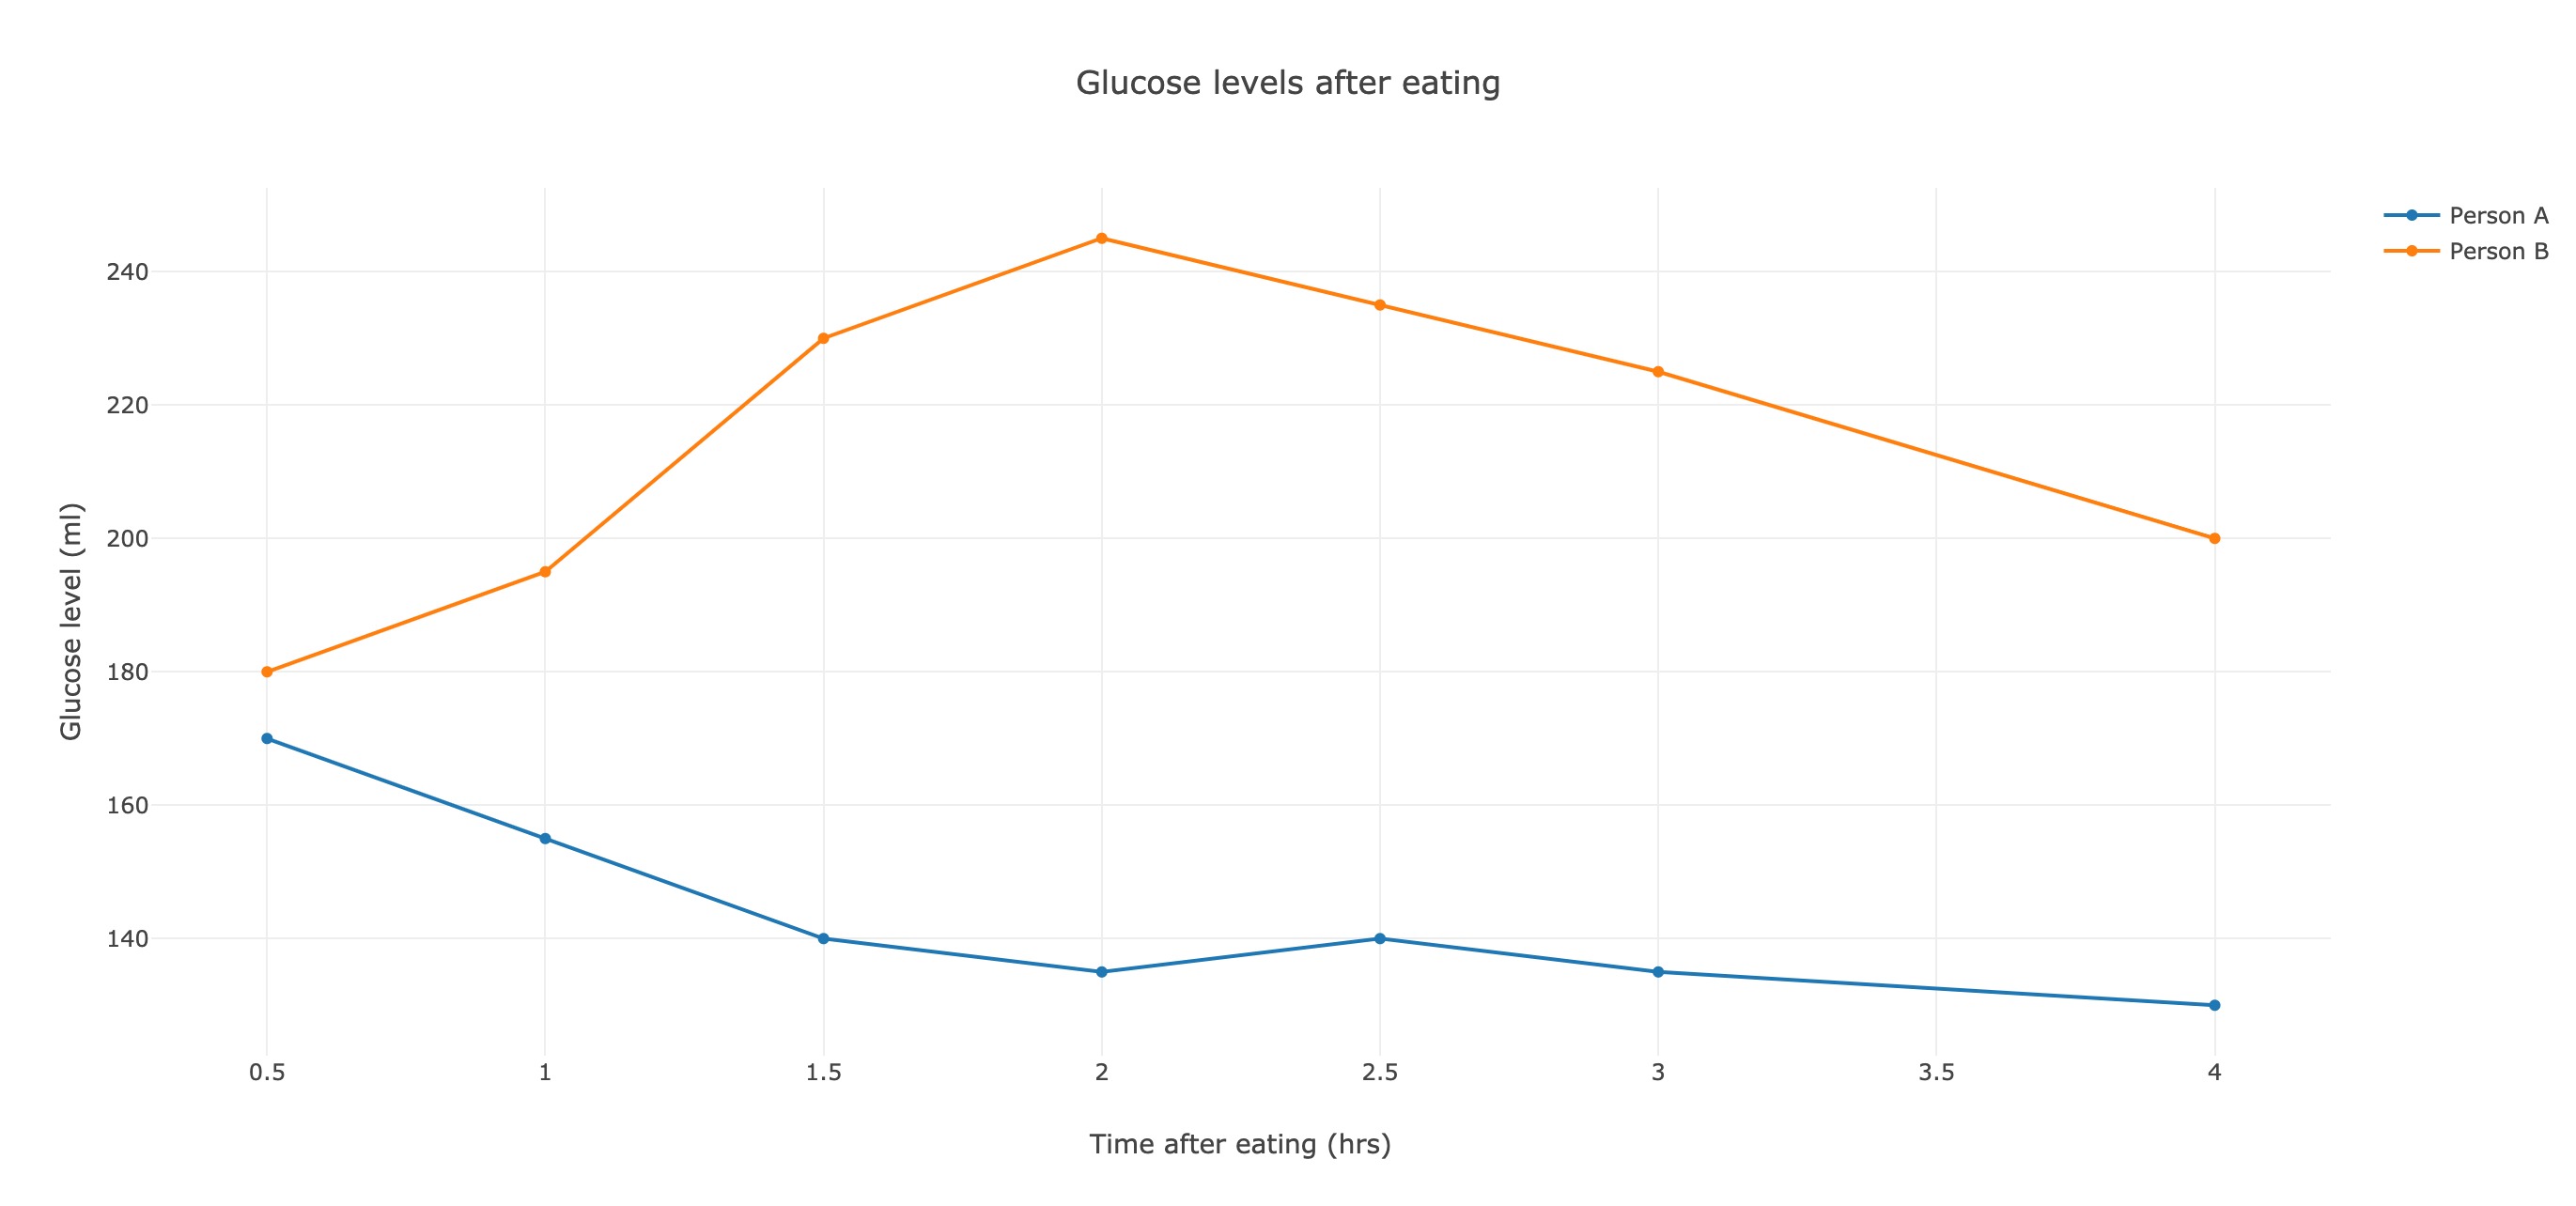 Glucose levels after eating
Person A
Person B
Glucose level (ml)
240
220
200
180
160
140
0.5 1 1.5 2 2.5 3 3.5 4
Time after eating (hrs)